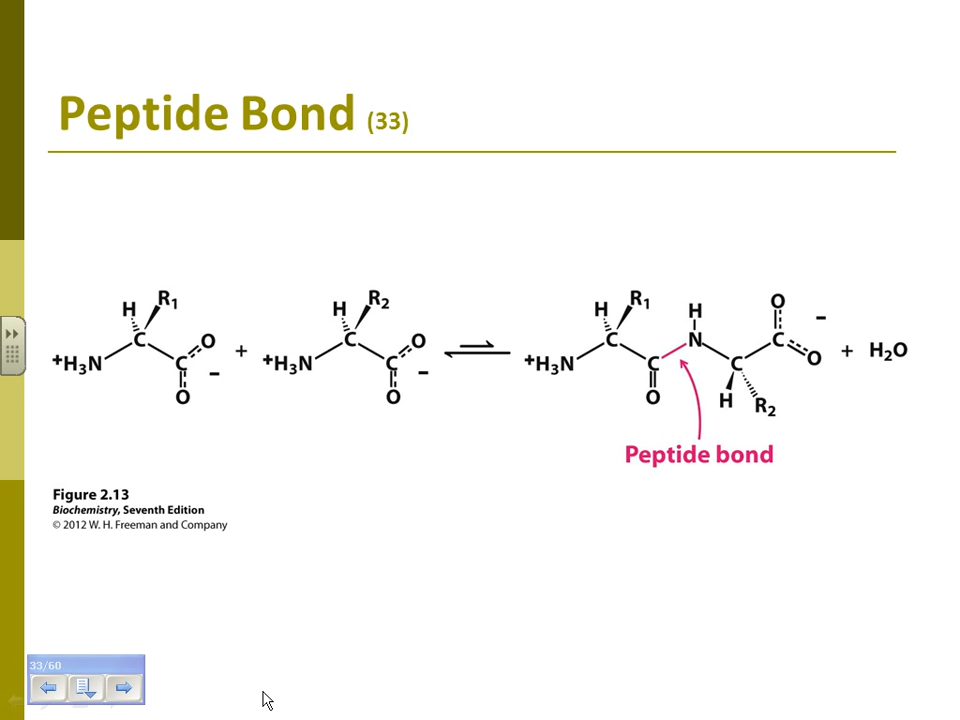 Peptide Bond (33)
H R1 H R2 H R1 H O −
C O + C O C N C O + H2O
+H3N C − +H3N C − +H3N C C
O O O H R2
Peptide bond
Figure 2.13
Biochemistry, Seventh Edition
© 2012 W. H. Freeman and Company
33/60